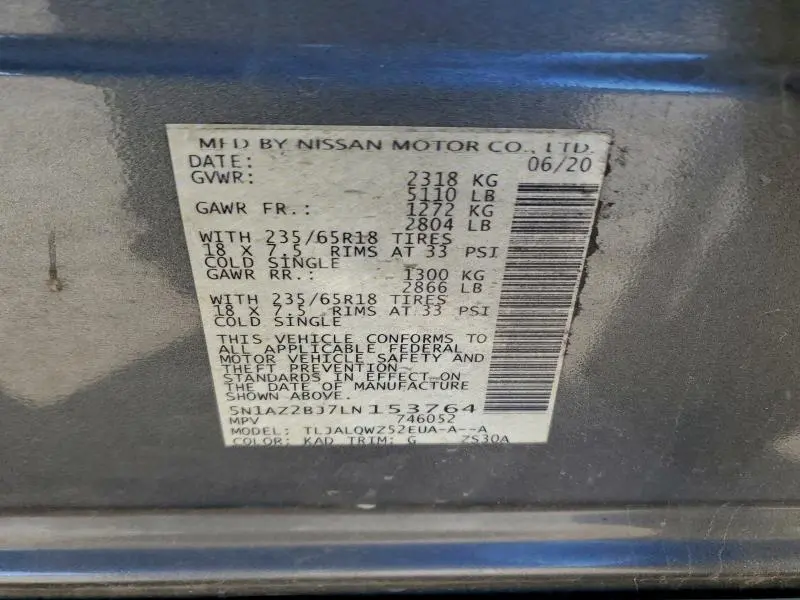 MFD BY NISSAN MOTOR CO., LTD.
DATE: 06/20
GVWR: 2318 KG
5110 LB
GAWR FR.: 1272 KG
2804 LB
WITH 235/65R18 TIRES
18 X 7.5 RIMS AT 33 PSI
COLD SINGLE
GAWR RR.: 1300 KG
2866 LB
WITH 235/65R18 TIRES
18 X 7.5 RIMS AT 33 PSI
COLD SINGLE
THIS VEHICLE CONFORMS TO
ALL APPLICABLE FEDERAL
MOTOR VEHICLE SAFETY AND
THEFT PREVENTION
STANDARDS IN EFFECT ON
THE DATE OF MANUFACTURE
SHOWN ABOVE.
5N1AZ2BJ7LN153764
MPV 746052
MODEL: TLJALQWZ52EUA-A--A
COLOR: KAD TRIM: G ZS30A